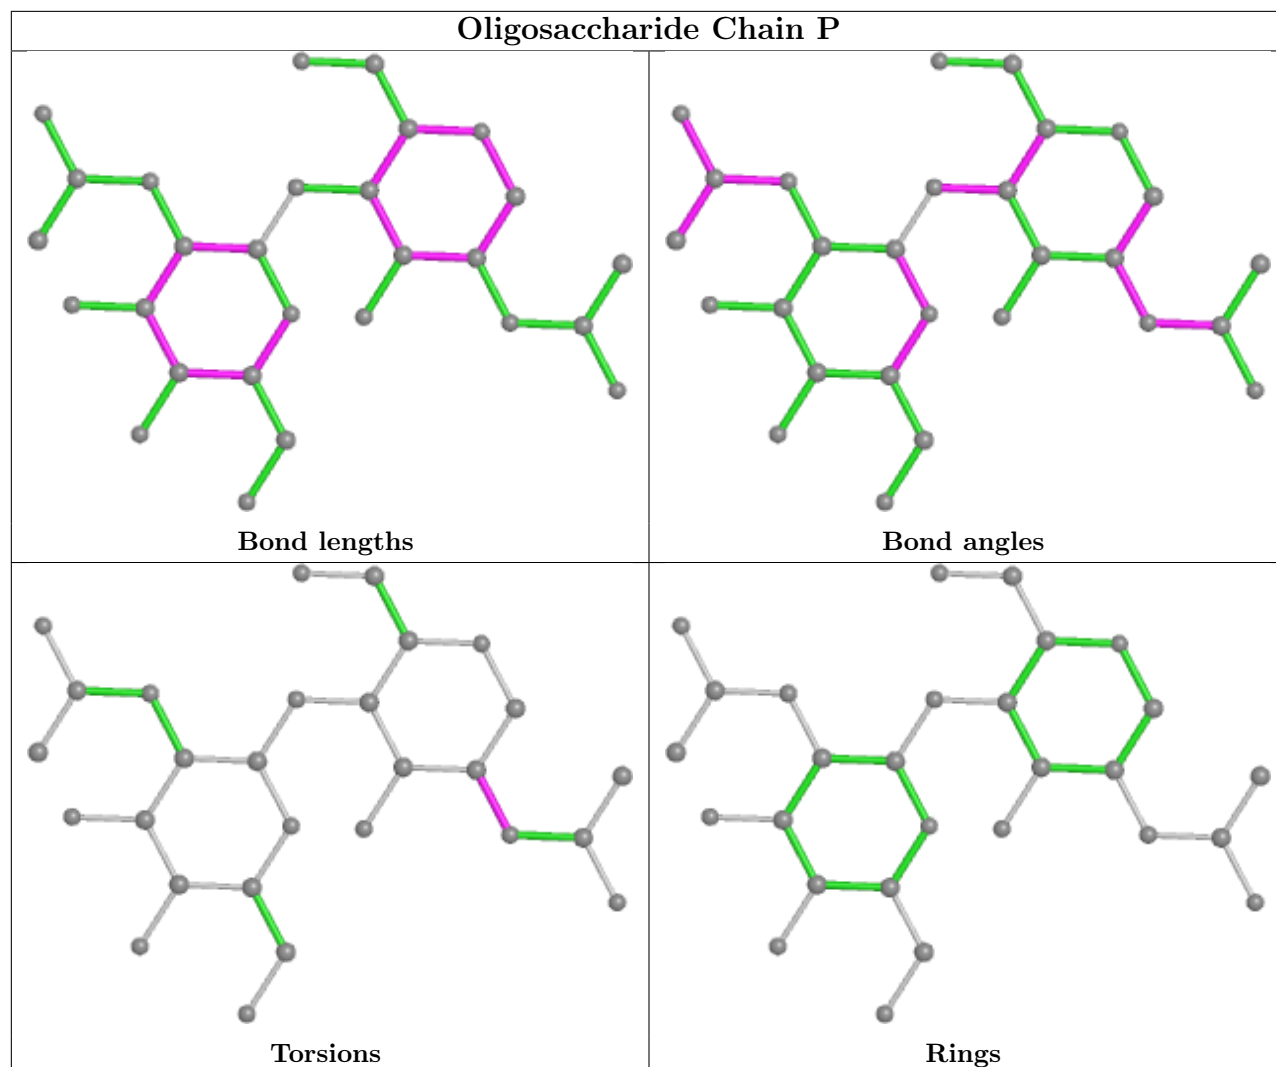 Oligosaccharide Chain P
Bond lengths
Bond angles
Torsions
Rings